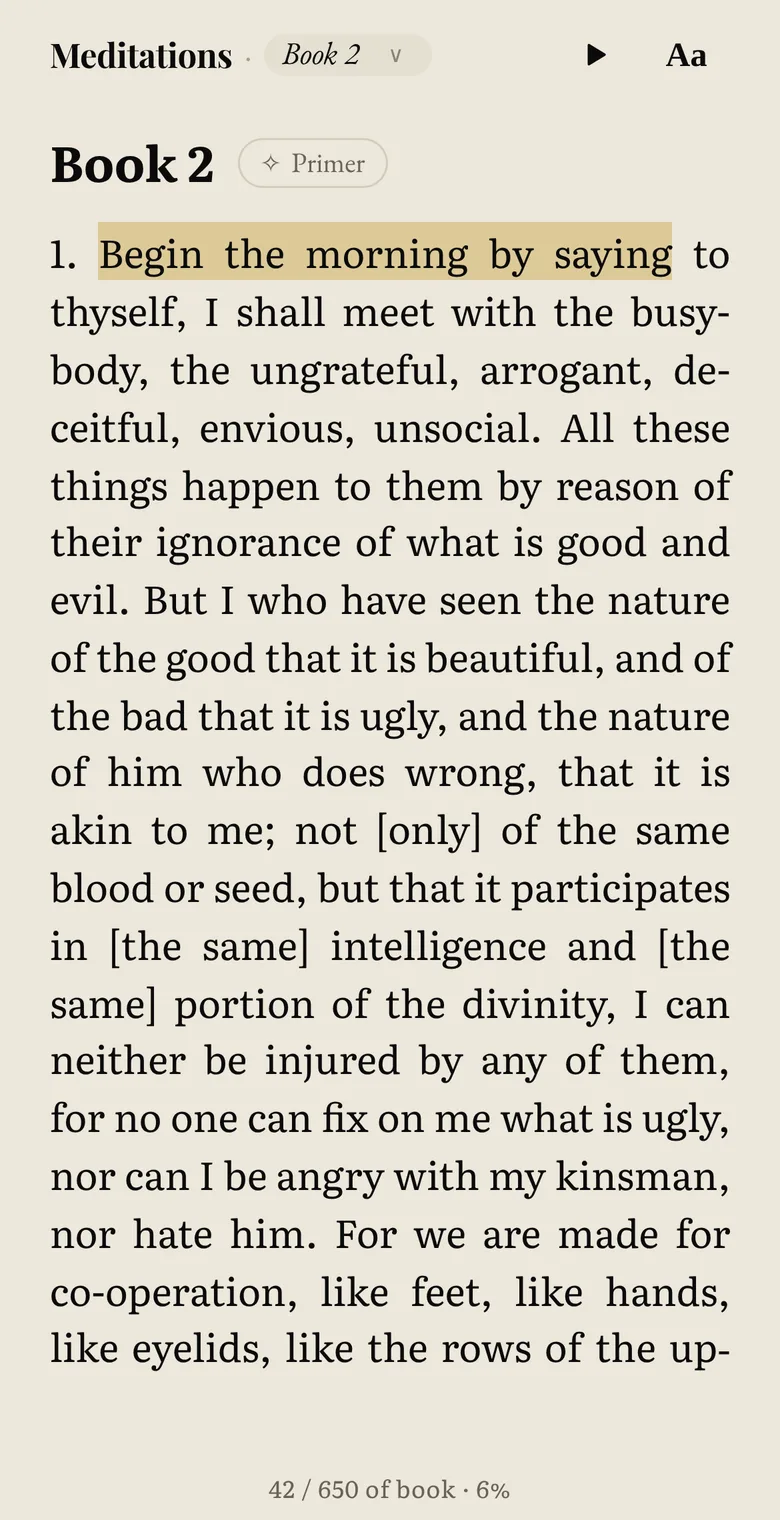 Meditations · Book 2 ∨ ▶ Aa
Book 2 ✧ Primer
1. Begin the morning by saying to
thyself, I shall meet with the busy-
body, the ungrateful, arrogant, de-
ceitful, envious, unsocial. All these
things happen to them by reason of
their ignorance of what is good and
evil. But I who have seen the nature
of the good that it is beautiful, and of
the bad that it is ugly, and the nature
of him who does wrong, that it is
akin to me; not [only] of the same
blood or seed, but that it participates
in [the same] intelligence and [the
same] portion of the divinity, I can
neither be injured by any of them,
for no one can fix on me what is ugly,
nor can I be angry with my kinsman,
nor hate him. For we are made for
co-operation, like feet, like hands,
like eyelids, like the rows of the up-
42 / 650 of book · 6%